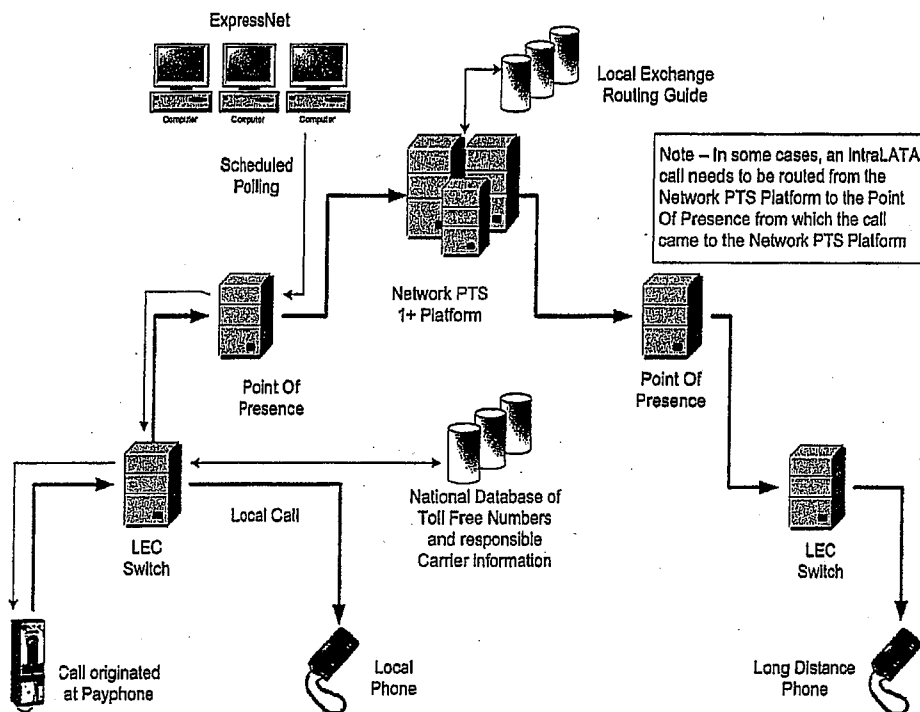 ExpressNet
Computer
Computer
Computer
Local Exchange
Routing Guide
Scheduled
Polling
Note – In some cases, an IntraLATA
call needs to be routed from the
Network PTS Platform to the Point
Of Presence from which the call
came to the Network PTS Platform
Network PTS
1+ Platform
Point Of
Presence
Point Of
Presence
National Database of
Toll Free Numbers
and responsible
Carrier Information
Local Call
LEC
Switch
LEC
Switch
Call originated
at Payphone
Local
Phone
Long Distance
Phone